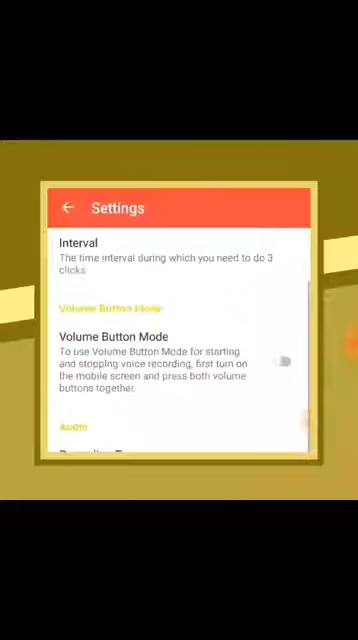 Settings
Interval
The time interval during which you need to do 3
clicks
Volume Button Mode
Volume Button Mode
To use Volume Button Mode for starting
and stopping voice recording, first turn on
the mobile screen and press both volume
buttons together.
Audio